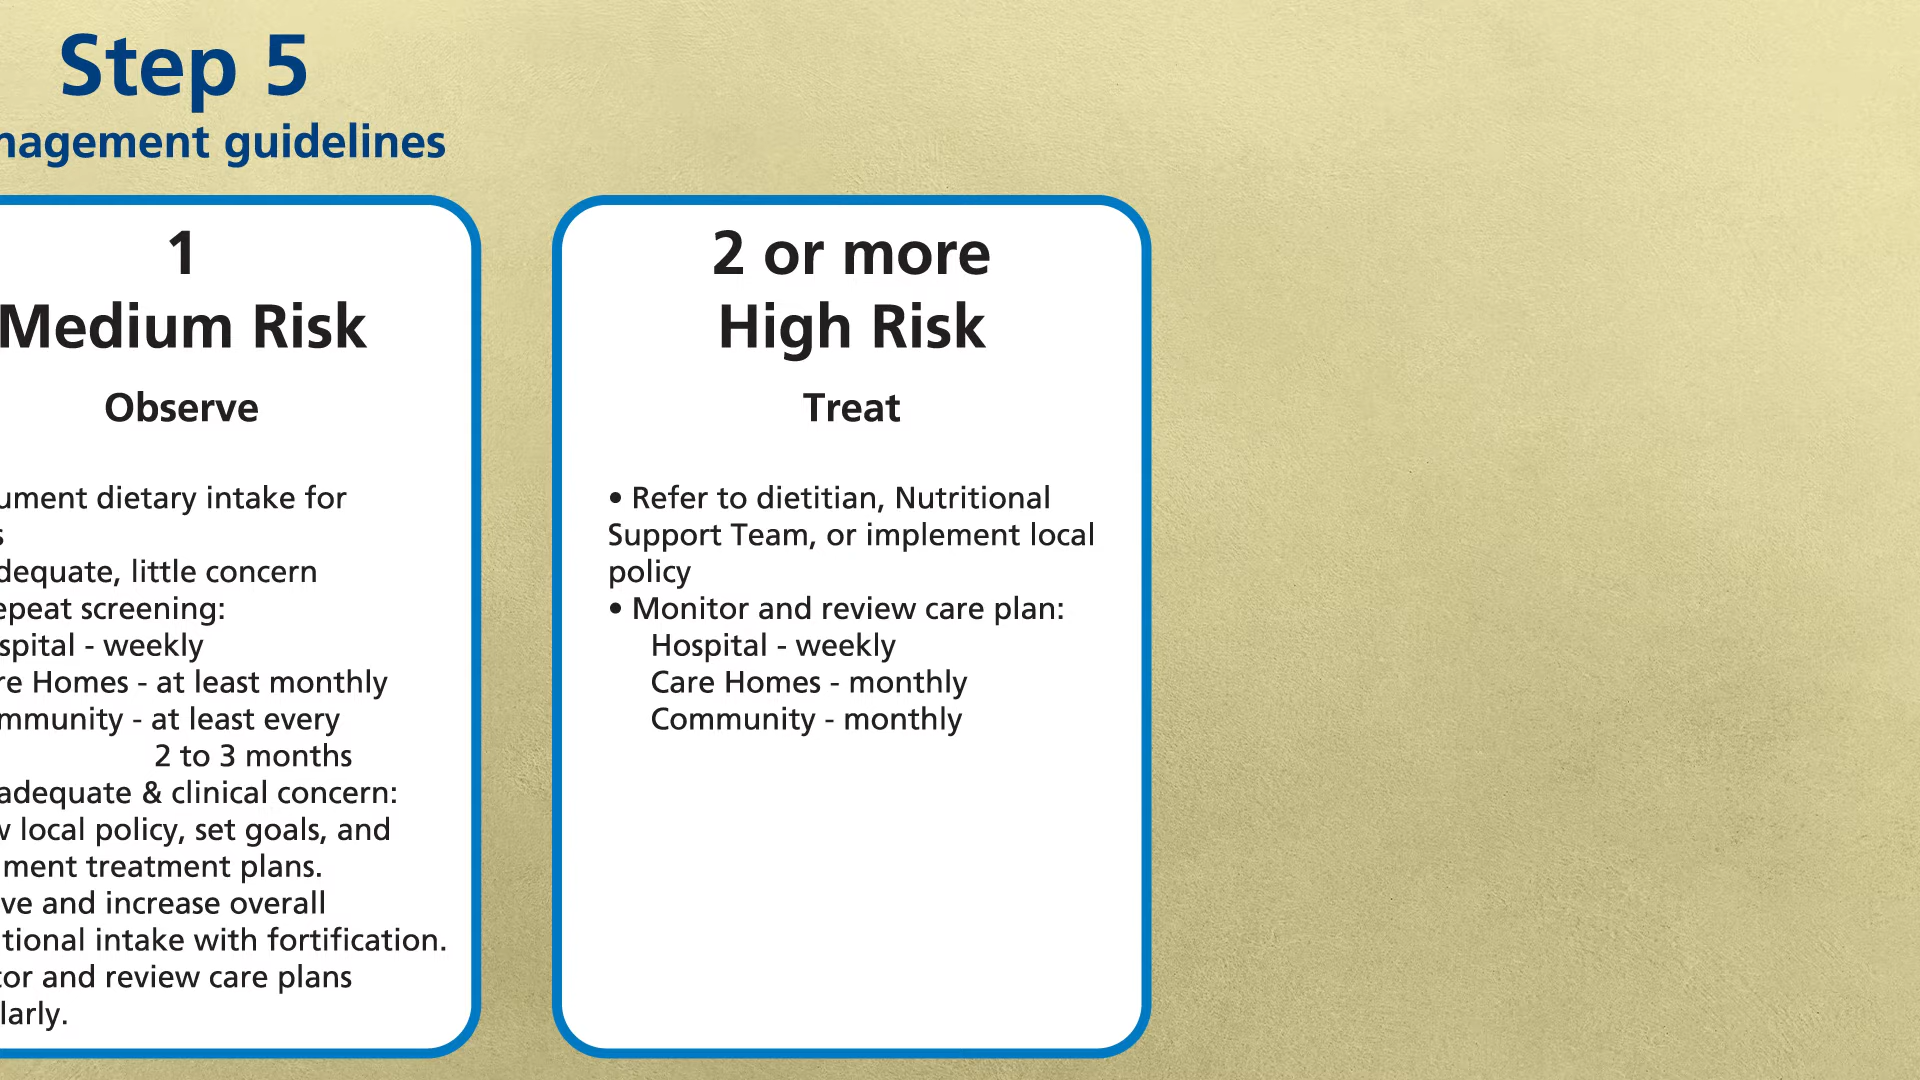 Step 5
nagement guidelines
1
Medium Risk
Observe
ument dietary intake for
s
dequate, little concern
epeat screening:
spital - weekly
re Homes - at least monthly
mmunity - at least every
2 to 3 months
adequate & clinical concern:
w local policy, set goals, and
ment treatment plans.
ve and increase overall
tional intake with fortification.
tor and review care plans
larly.
2 or more
High Risk
Treat
• Refer to dietitian, Nutritional
Support Team, or implement local
policy
• Monitor and review care plan:
Hospital - weekly
Care Homes - monthly
Community - monthly